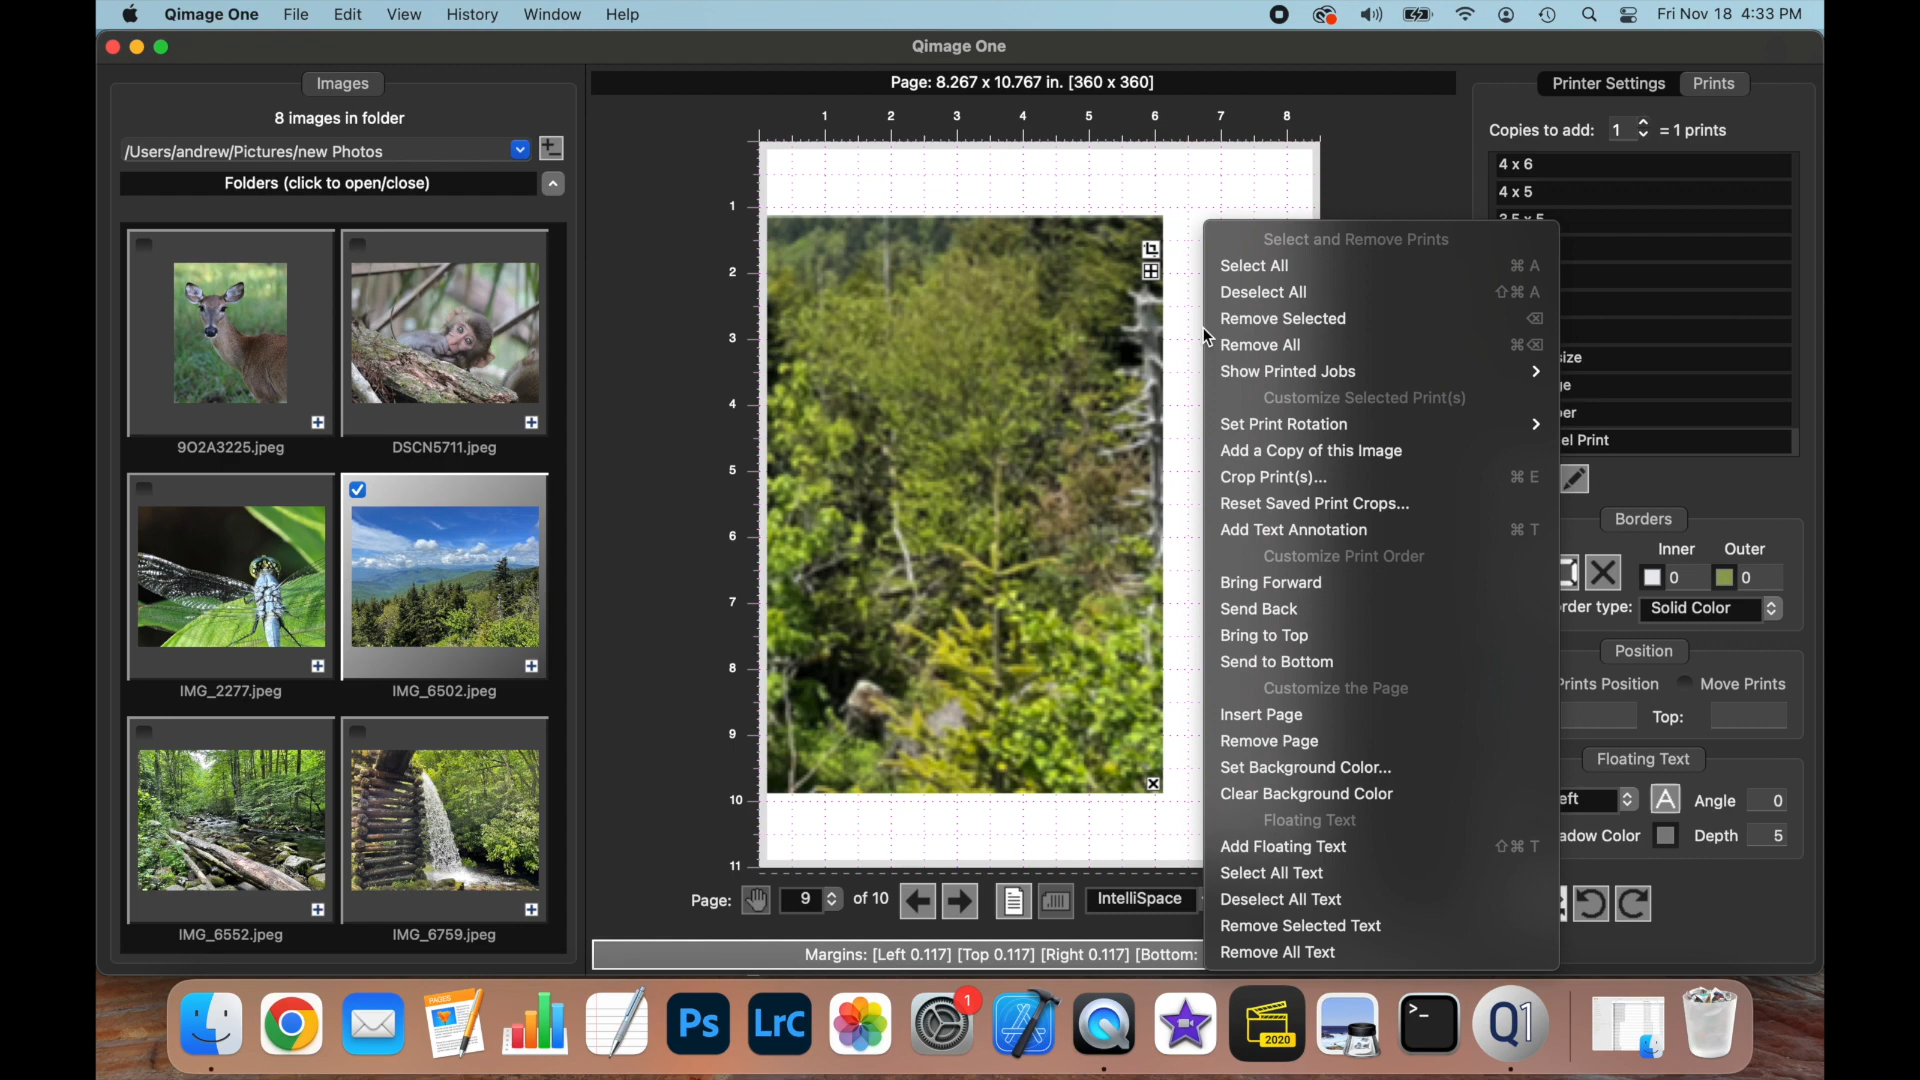 Qimage One File Edit View History Window Help
Fri Nov 18 4:33 PM
Qimage One
Images
8 images in folder
/Users/andrew/Pictures/new Photos
Folders (click to open/close)
9O2A3225.jpeg
DSCN5711.jpeg
IMG_2277.jpeg
IMG_6502.jpeg
IMG_6552.jpeg
IMG_6759.jpeg
Page: 8.267 x 10.767 in. [360 x 360]
1 2 3 4 5 6 7 8
1
2
3
4
5
6
7
8
9
10
11
Page: 9 of 10 IntelliSpace
Margins: [Left 0.117] [Top 0.117] [Right 0.117] [Bottom:
Select and Remove Prints
Select All ⌘ A
Deselect All ⇧⌘ A
Remove Selected ⌫
Remove All ⌘⌫
Show Printed Jobs
Customize Selected Print(s)
Set Print Rotation
Add a Copy of this Image
Crop Print(s)... ⌘ E
Reset Saved Print Crops...
Add Text Annotation ⌘ T
Customize Print Order
Bring Forward
Send Back
Bring to Top
Send to Bottom
Customize the Page
Insert Page
Remove Page
Set Background Color...
Clear Background Color
Floating Text
Add Floating Text ⇧⌘ T
Select All Text
Deselect All Text
Remove Selected Text
Remove All Text
Printer Settings Prints
Copies to add: 1 = 1 prints
4 x 6
4 x 5
3.5 x 5
ize
ge
per
el Print
Borders
Inner Outer
0 0
rder type: Solid Color
Position
Prints Position Move Prints
Top:
Floating Text
eft A Angle 0
adow Color Depth 5
PAGES
Ps
LrC
1
2020
>_
Q1